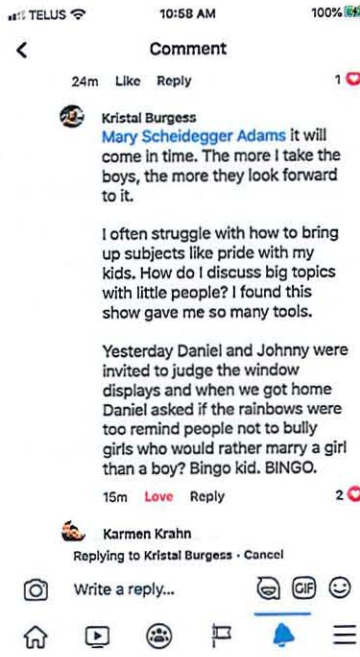 TELUS 10:58 AM 100%
Comment
24m Like Reply 1
Kristal Burgess
Mary Scheidegger Adams it will
come in time. The more I take the
boys, the more they look forward
to it.
I often struggle with how to bring
up subjects like pride with my
kids. How do I discuss big topics
with little people? I found this
show gave me so many tools.
Yesterday Daniel and Johnny were
invited to judge the window
displays and when we got home
Daniel asked if the rainbows were
too remind people not to bully
girls who would rather marry a girl
than a boy? Bingo kid. BINGO.
15m Love Reply 2
Karmen Krahn
Replying to Kristal Burgess · Cancel
Write a reply... GIF